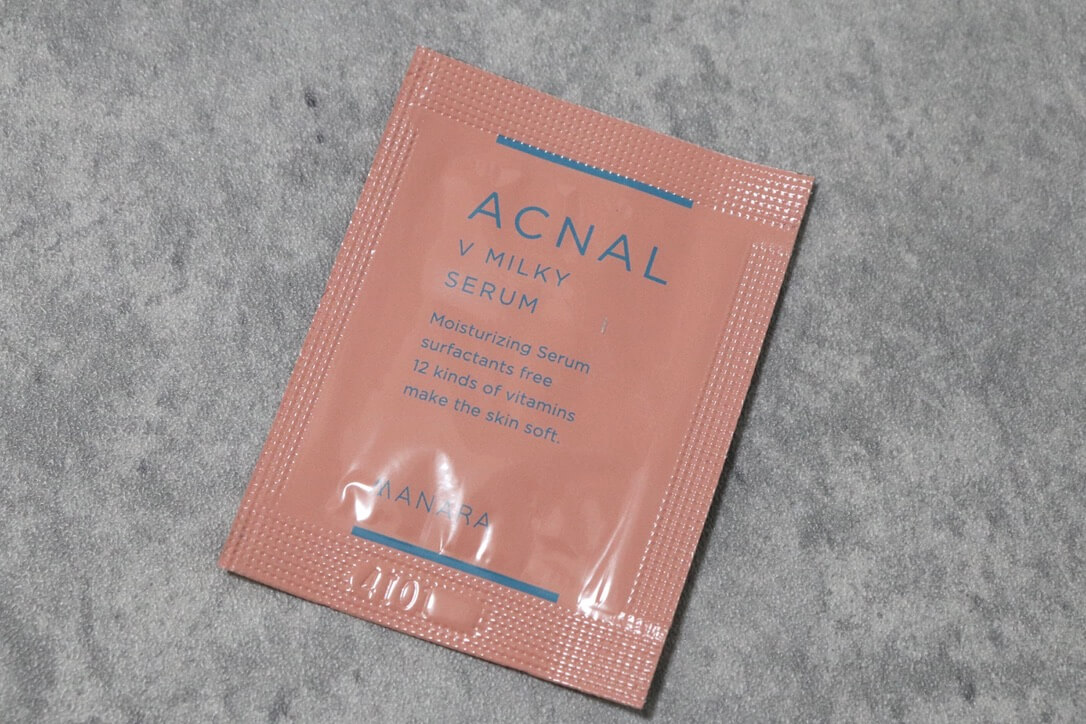 ACNAL
V MILKY
SERUM
Moisturizing Serum
surfactants free
12 kinds of vitamins
make the skin soft.
MANARA